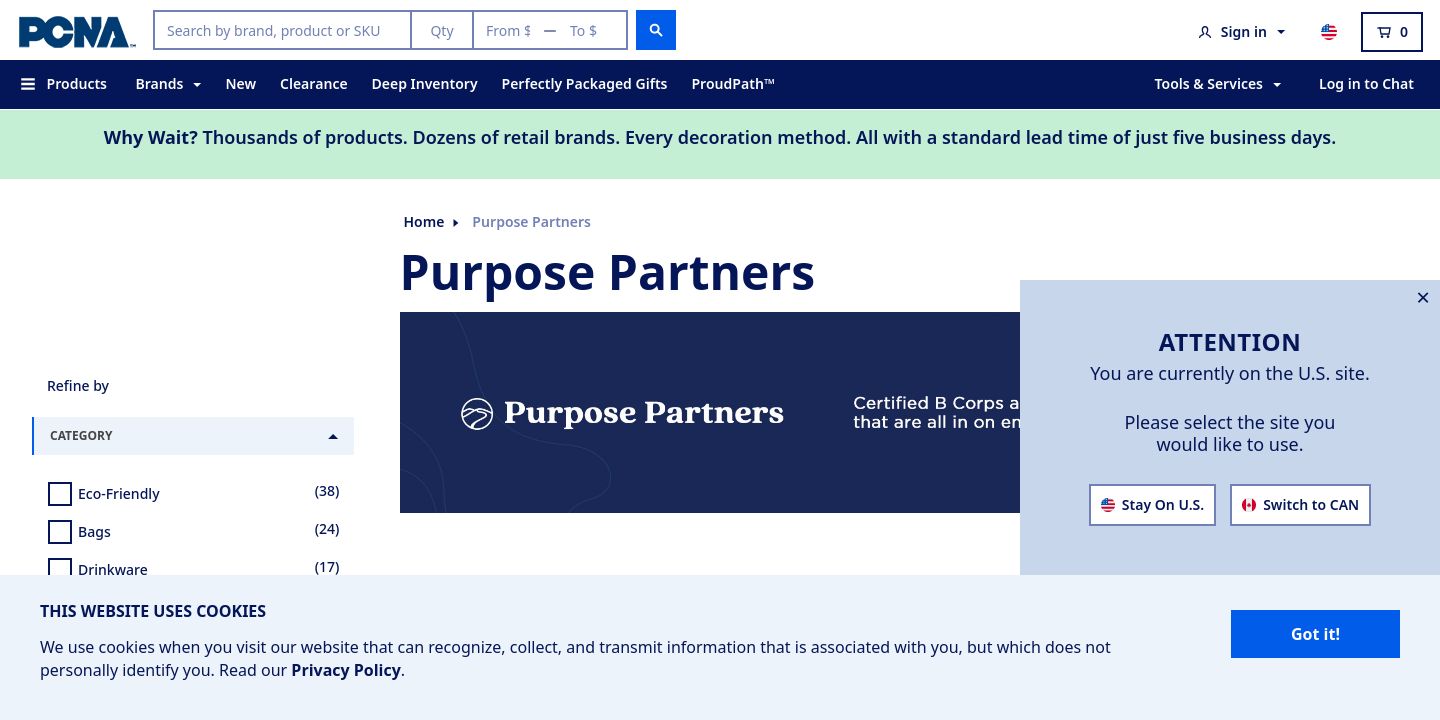 PCNA™
Search by brand, product or SKU
Qty
From $ — To $
Sign in
0
Products
Brands
New
Clearance
Deep Inventory
Perfectly Packaged Gifts
ProudPath™
Tools & Services
Log in to Chat
Why Wait? Thousands of products. Dozens of retail brands. Every decoration method. All with a standard lead time of just five business days.
Home
Purpose Partners
Purpose Partners
Purpose Partners
Certified B Corps a
that are all in on en
ATTENTION
You are currently on the U.S. site.
Please select the site you
would like to use.
Stay On U.S.
Switch to CAN
Refine by
CATEGORY
Eco-Friendly (38)
Bags (24)
Drinkware (17)
THIS WEBSITE USES COOKIES
We use cookies when you visit our website that can recognize, collect, and transmit information that is associated with you, but which does not
personally identify you. Read our Privacy Policy.
Got it!